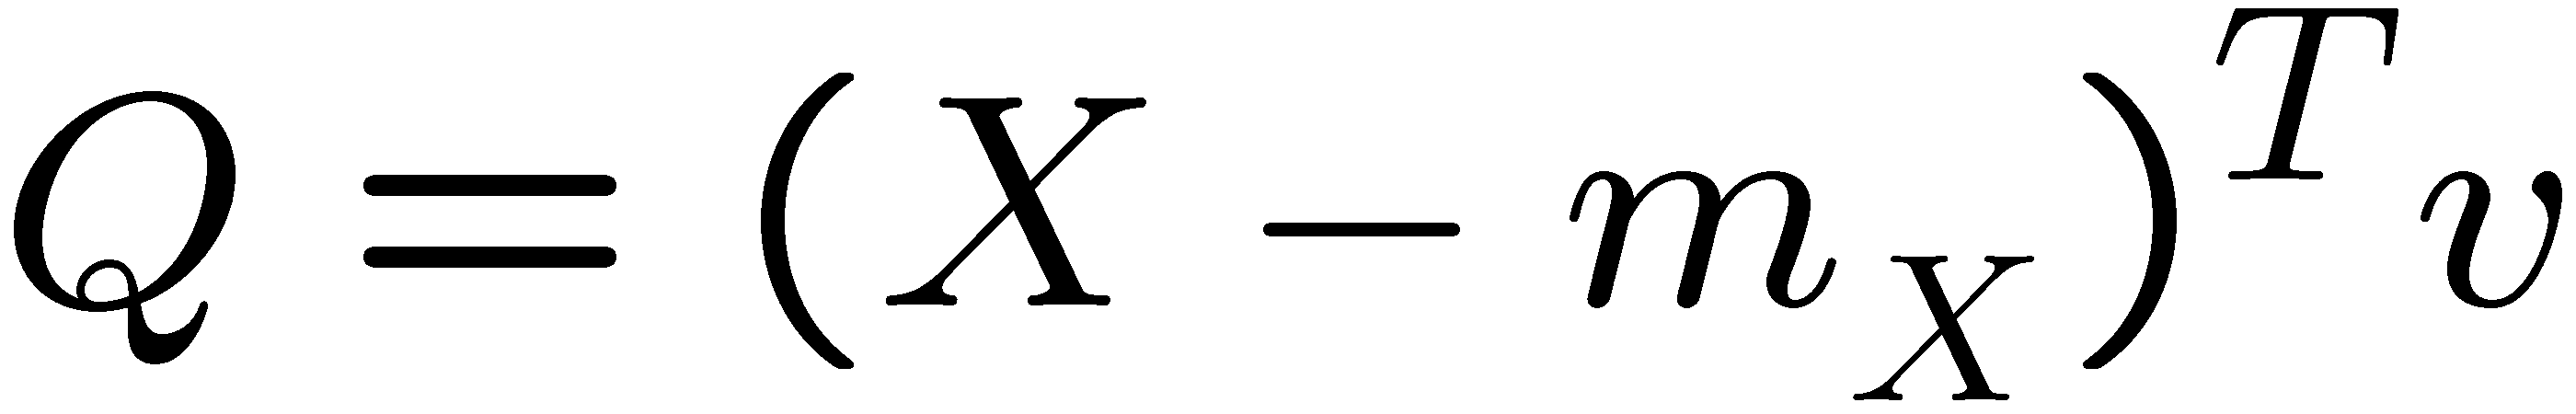 Q = (X − m_X)^T v